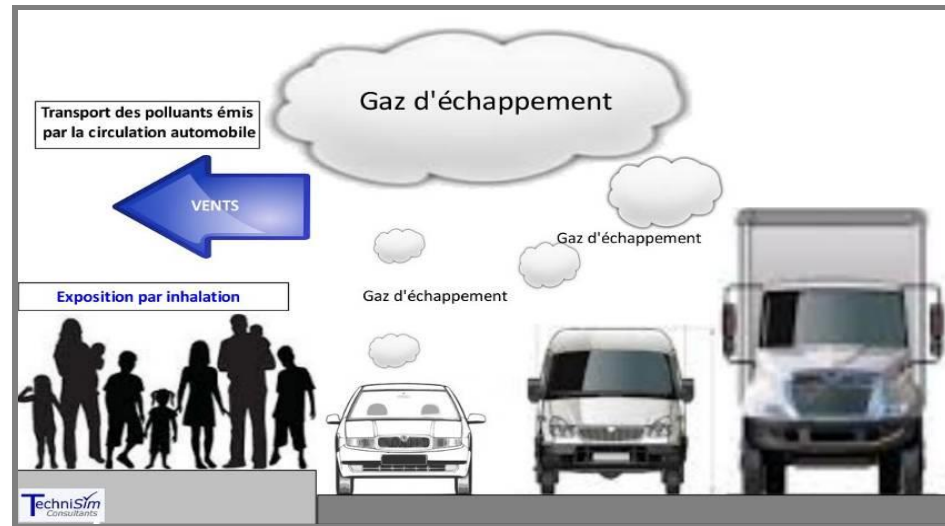 Gaz d'échappement
Transport des polluants émis
par la circulation automobile
VENTS
Gaz d'échappement
Exposition par inhalation
Gaz d'échappement
TechniSim
Consultants